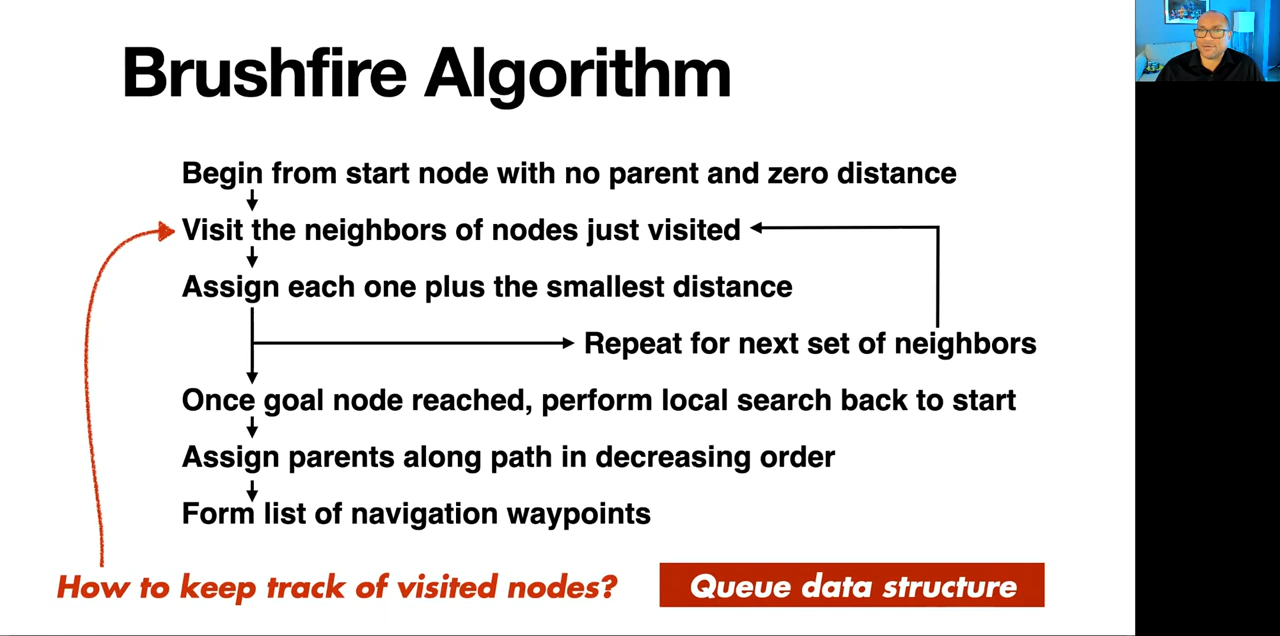 Brushfire Algorithm
Begin from start node with no parent and zero distance
Visit the neighbors of nodes just visited
Assign each one plus the smallest distance
Repeat for next set of neighbors
Once goal node reached, perform local search back to start
Assign parents along path in decreasing order
Form list of navigation waypoints
How to keep track of visited nodes?
Queue data structure